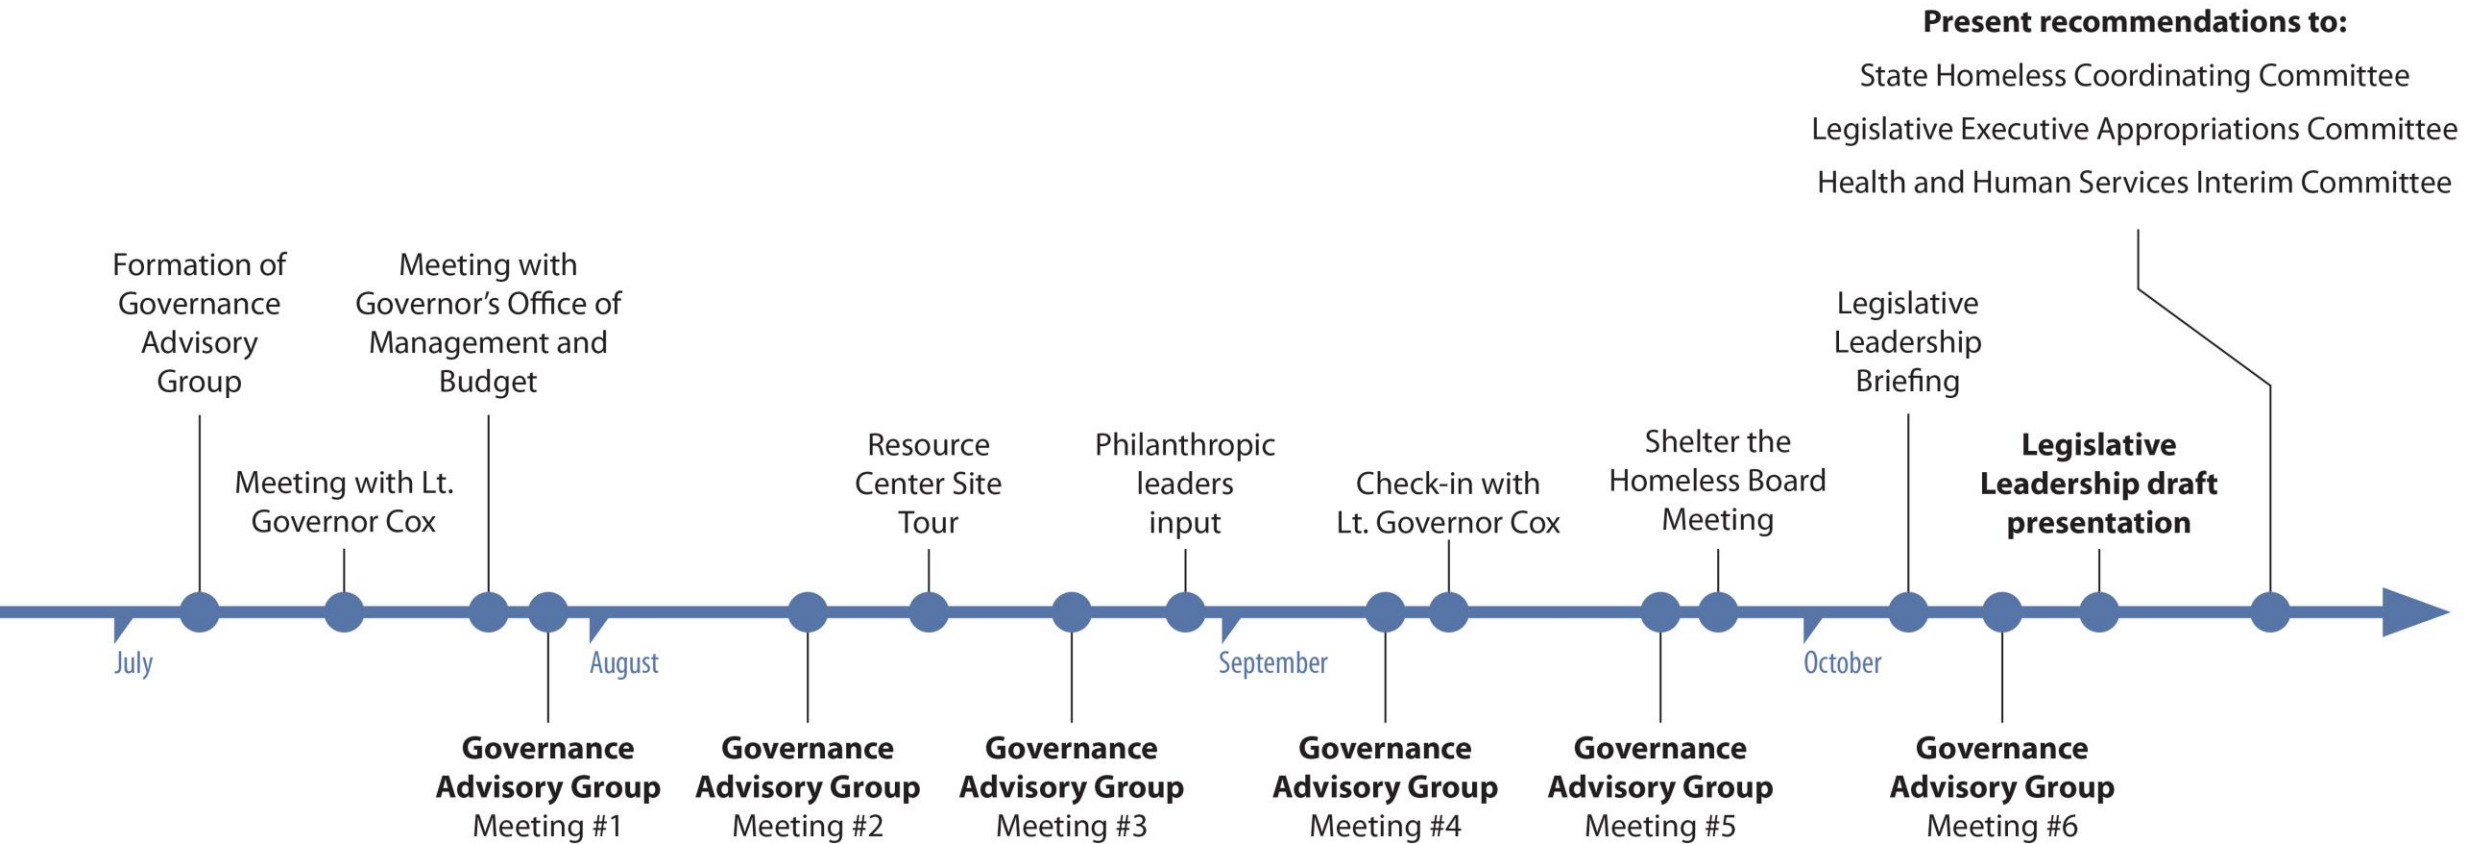 Present recommendations to:
State Homeless Coordinating Committee
Legislative Executive Appropriations Committee
Health and Human Services Interim Committee
Formation of
Governance
Advisory
Group
Meeting with Lt.
Governor Cox
Meeting with
Governor’s Office of
Management and
Budget
Resource
Center Site
Tour
Philanthropic
leaders
input
Check-in with
Lt. Governor Cox
Shelter the
Homeless Board
Meeting
Legislative
Leadership
Briefing
Legislative
Leadership draft
presentation
July
August
September
October
Governance
Advisory Group
Meeting #1
Governance
Advisory Group
Meeting #2
Governance
Advisory Group
Meeting #3
Governance
Advisory Group
Meeting #4
Governance
Advisory Group
Meeting #5
Governance
Advisory Group
Meeting #6